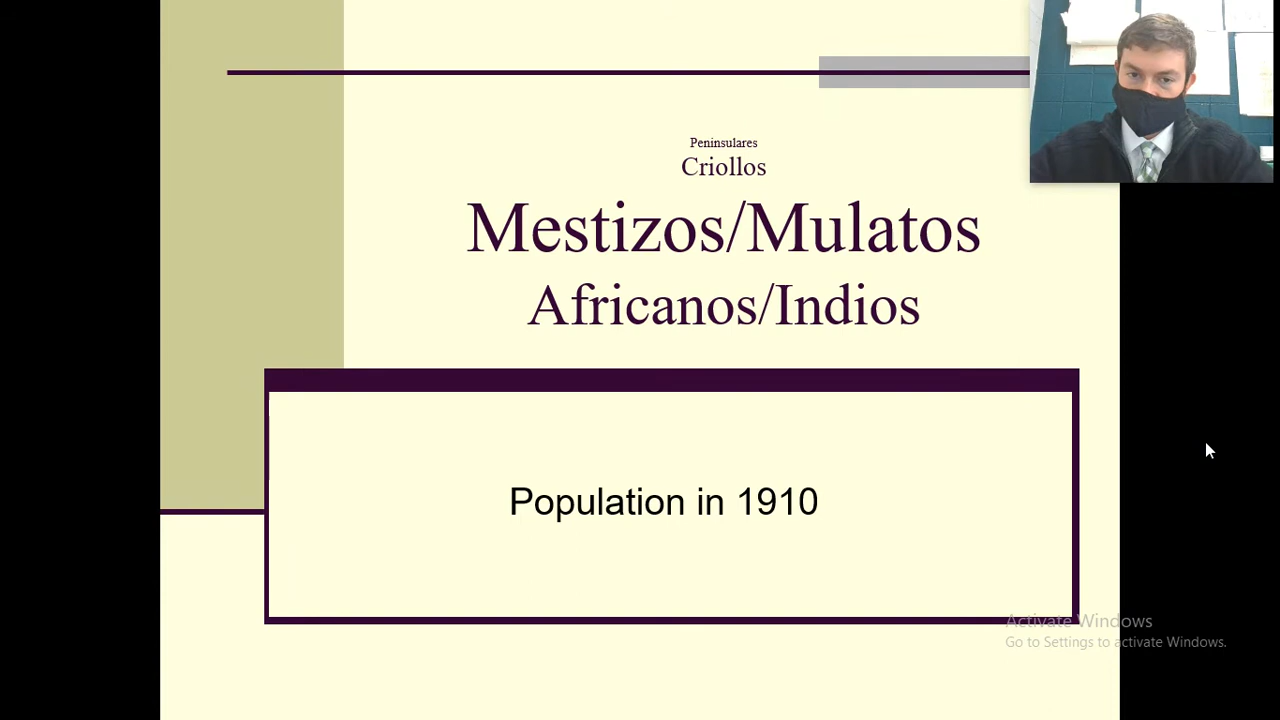 Peninsulares
Criollos
Mestizos/Mulatos
Africanos/Indios
Population in 1910
Activate Windows
Go to Settings to activate Windows.